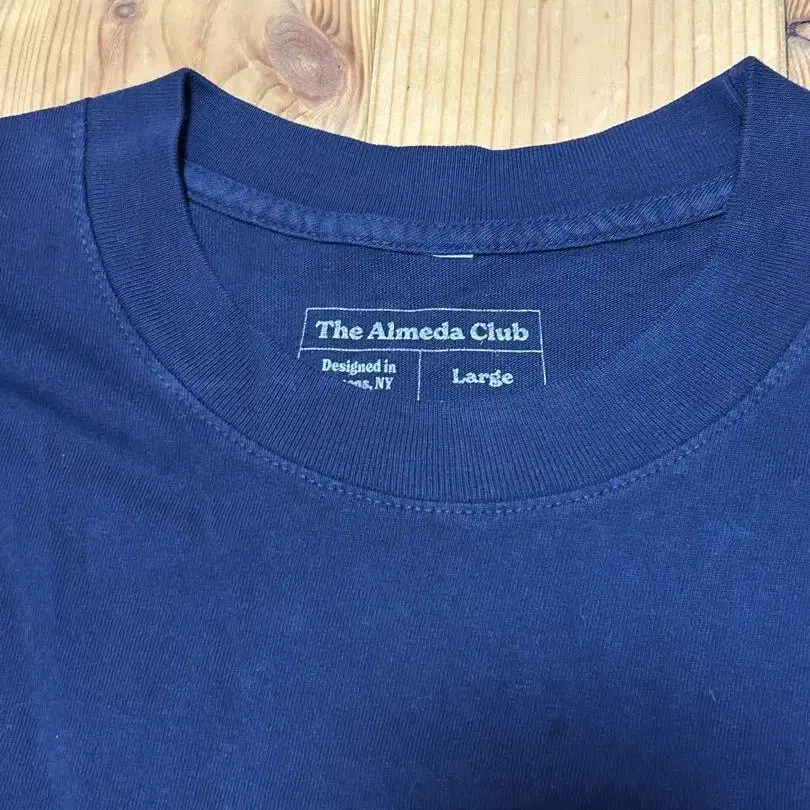 The Almeda Club
Designed in
NY
Large